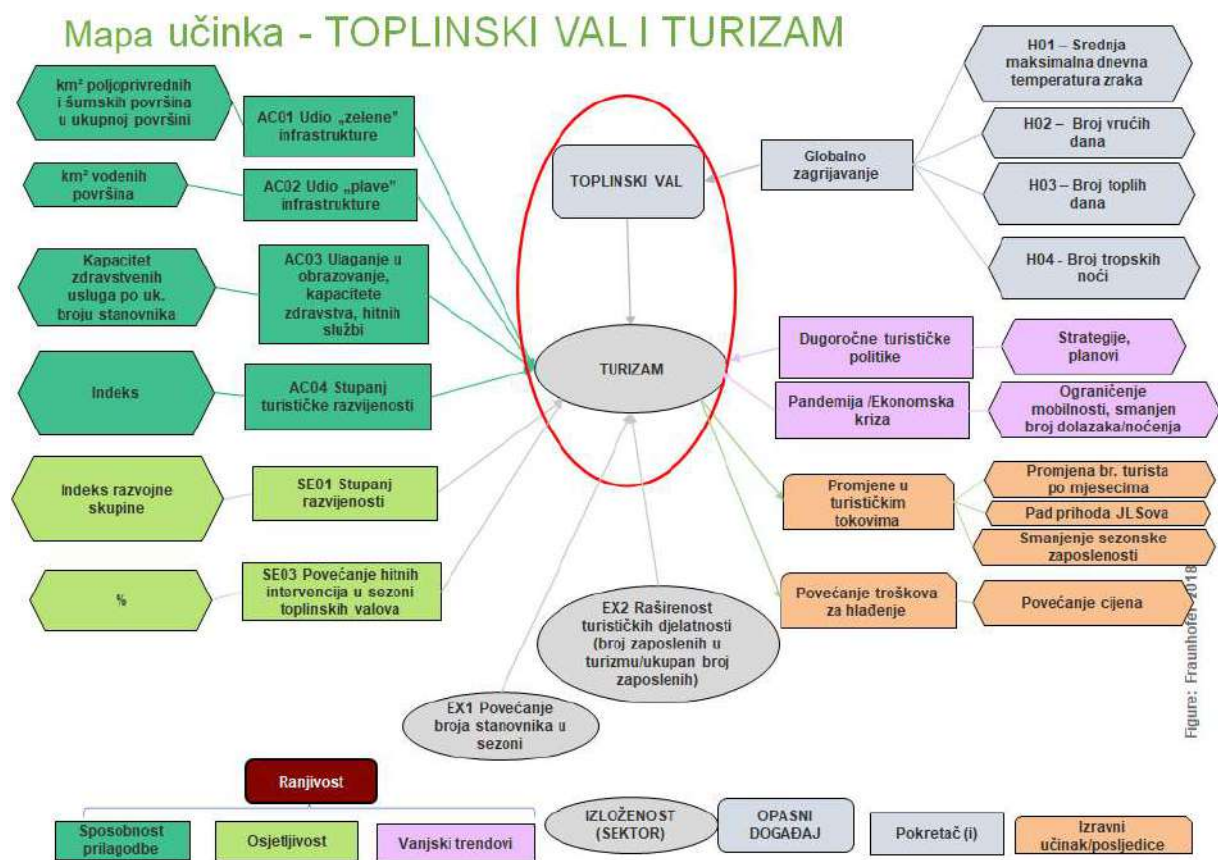 Mapa učinka - TOPLINSKI VAL I TURIZAM
km² poljoprivrednih
i šumskih površina
u ukupnoj površini
AC01 Udio „zelene”
infrastrukture
km² vodenih
površina
AC02 Udio „plave”
infrastrukture
Kapacitet
zdravstvenih
usluga po uk.
broju stanovnika
AC03 Ulaganje u
obrazovanje,
kapacitete
zdravstva, hitnih
službi
Indeks
AC04 Stupanj
turističke razvijenosti
Indeks razvojne
skupine
SE01 Stupanj
razvijenosti
%
SE03 Povećanje hitnih
intervencija u sezoni
toplinskih valova
TOPLINSKI VAL
TURIZAM
EX2 Raširenost
turističkih djelatnosti
(broj zaposlenih u
turizmu/ukupan broj
zaposlenih)
EX1 Povećanje
broja stanovnika u
sezoni
Globalno
zagrijavanje
H01 – Srednja
maksimalna dnevna
temperatura zraka
H02 – Broj vrućih
dana
H03 – Broj toplih
dana
H04 - Broj tropskih
noći
Dugoročne turističke
politike
Strategije,
planovi
Pandemija /Ekonomska
kriza
Ograničenje
mobilnosti, smanjen
broj dolazaka/noćenja
Promjene u
turističkim
tokovima
Promjena br. turista
po mjesecima
Pad prihoda JLSova
Smanjenje sezonske
zaposlenosti
Povećanje troškova
za hlađenje
Povećanje cijena
Figure: Fraunhofer 2018
Ranjivost
Sposobnost
prilagodbe
Osjetljivost
Vanjski trendovi
IZLOŽENOST
(SEKTOR)
OPASNI
DOGAĐAJ
Pokretač (i)
Izravni
učinak/posljedice